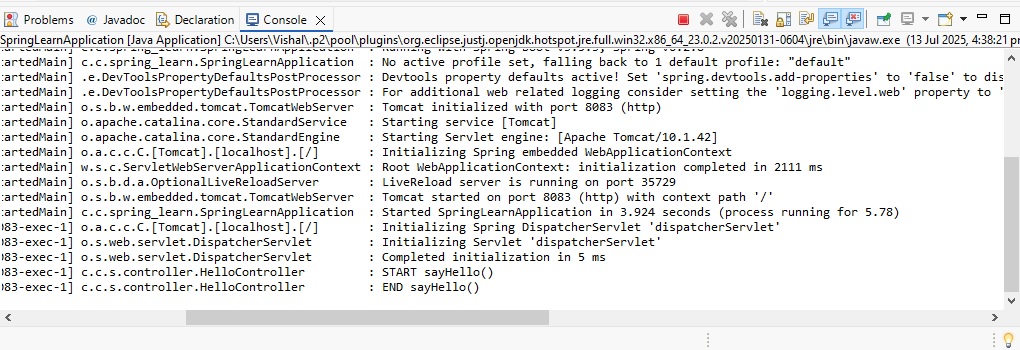 Problems @ Javadoc Declaration Console
SpringLearnApplication [Java Application] C:\Users\Vishal\.p2\pool\plugins\org.eclipse.justj.openjdk.hotspot.jre.full.win32.x86_64_23.0.2.v20250131-0604\jre\bin\javaw.exe (13 Jul 2025, 4:38:21 pr
artedMain] c.c.spring_learn.SpringLearnApplication : No active profile set, falling back to 1 default profile: "default"
artedMain] .e.DevToolsPropertyDefaultsPostProcessor : Devtools property defaults active! Set 'spring.devtools.add-properties' to 'false' to dis
artedMain] .e.DevToolsPropertyDefaultsPostProcessor : For additional web related logging consider setting the 'logging.level.web' property to '
artedMain] o.s.b.w.embedded.tomcat.TomcatWebServer : Tomcat initialized with port 8083 (http)
artedMain] o.apache.catalina.core.StandardService : Starting service [Tomcat]
artedMain] o.apache.catalina.core.StandardEngine : Starting Servlet engine: [Apache Tomcat/10.1.42]
artedMain] o.a.c.c.C.[Tomcat].[localhost].[/] : Initializing Spring embedded WebApplicationContext
artedMain] w.s.c.ServletWebServerApplicationContext : Root WebApplicationContext: initialization completed in 2111 ms
artedMain] o.s.b.d.a.OptionalLiveReloadServer : LiveReload server is running on port 35729
artedMain] o.s.b.w.embedded.tomcat.TomcatWebServer : Tomcat started on port 8083 (http) with context path '/'
artedMain] c.c.spring_learn.SpringLearnApplication : Started SpringLearnApplication in 3.924 seconds (process running for 5.78)
083-exec-1] o.a.c.c.C.[Tomcat].[localhost].[/] : Initializing Spring DispatcherServlet 'dispatcherServlet'
083-exec-1] o.s.web.servlet.DispatcherServlet : Initializing Servlet 'dispatcherServlet'
083-exec-1] o.s.web.servlet.DispatcherServlet : Completed initialization in 5 ms
083-exec-1] c.c.s.controller.HelloController : START sayHello()
083-exec-1] c.c.s.controller.HelloController : END sayHello()